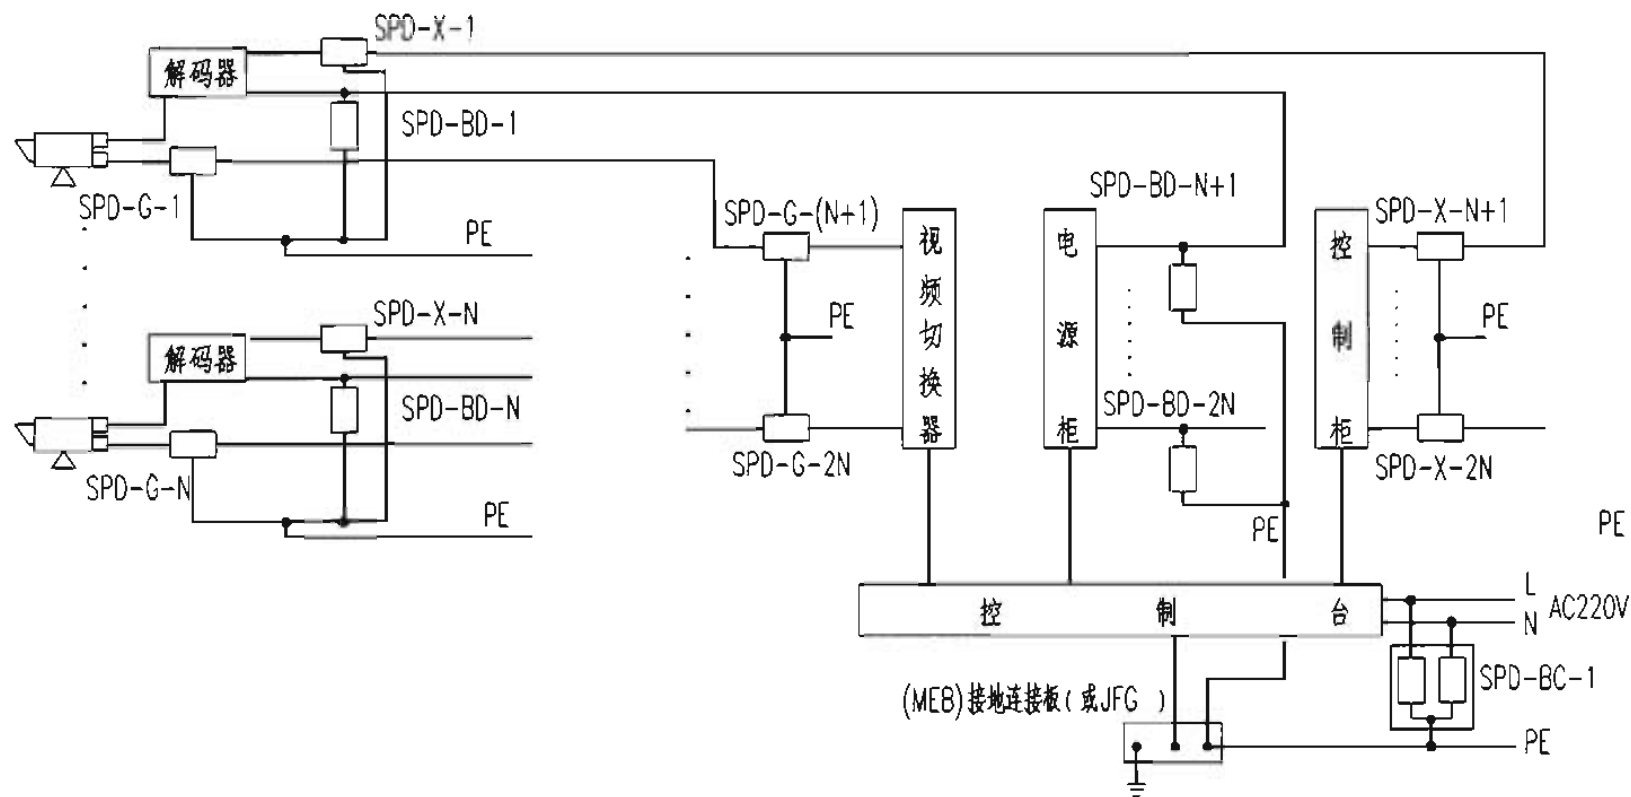 SPD-X-1
解码器
SPD-BD-1
SPD-G-1
PE
SPD-X-N
解码器
SPD-BD-N
SPD-G-N
PE
SPD-G-(N+1)
PE
SPD-G-2N
视频切换器
SPD-BD-N+1
电源柜
SPD-BD-2N
PE
SPD-X-N+1
控制柜
PE
SPD-X-2N
PE
控制台
L
N
AC220V
SPD-BC-1
(MEB)接地连接板(或JFG )
PE